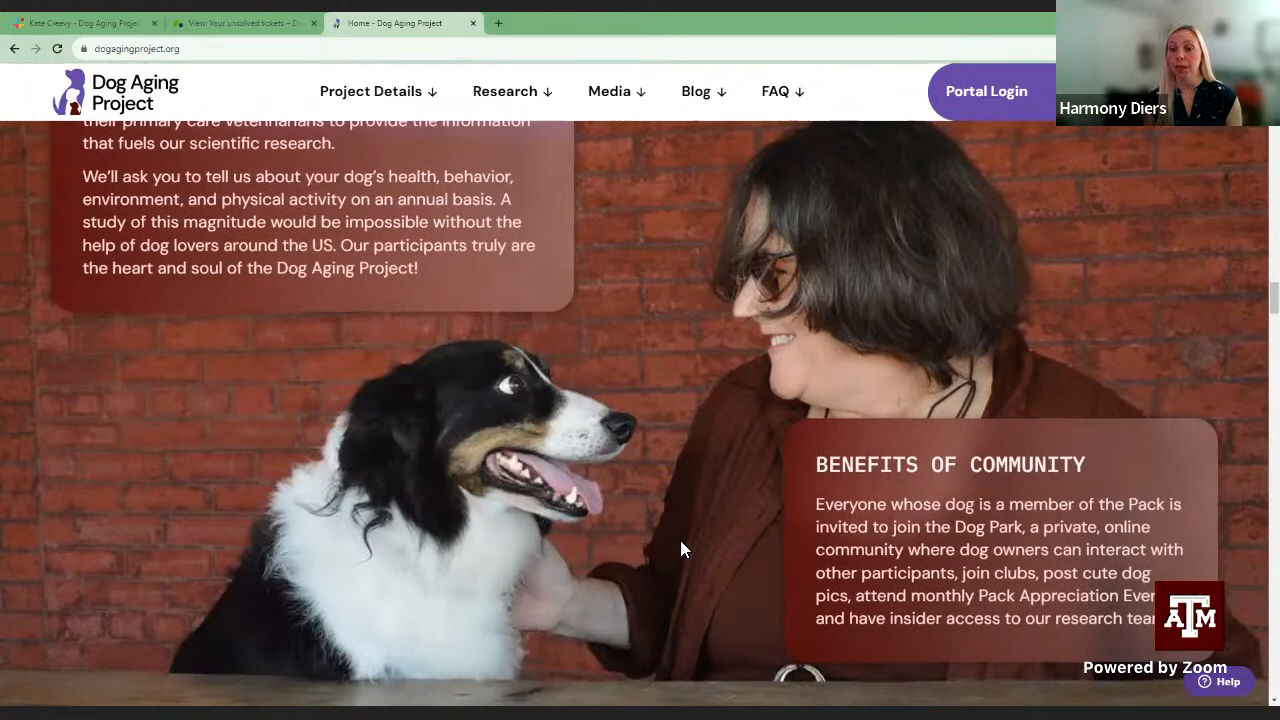 Kate Creevy - Dog Aging Projec
View! Your unsolved tickets – D
Home - Dog Aging Project
dogagingproject.org
Dog Aging
Project
Project Details
Research
Media
Blog
FAQ
Portal Login
Harmony Diers
their primary care veterinarians to provide the information
that fuels our scientific research.
We'll ask you to tell us about your dog's health, behavior,
environment, and physical activity on an annual basis. A
study of this magnitude would be impossible without the
help of dog lovers around the US. Our participants truly are
the heart and soul of the Dog Aging Project!
BENEFITS OF COMMUNITY
Everyone whose dog is a member of the Pack is
invited to join the Dog Park, a private, online
community where dog owners can interact with
other participants, join clubs, post cute dog
pics, attend monthly Pack Appreciation Even
and have insider access to our research tea
ATM
Powered by Zoom
Help